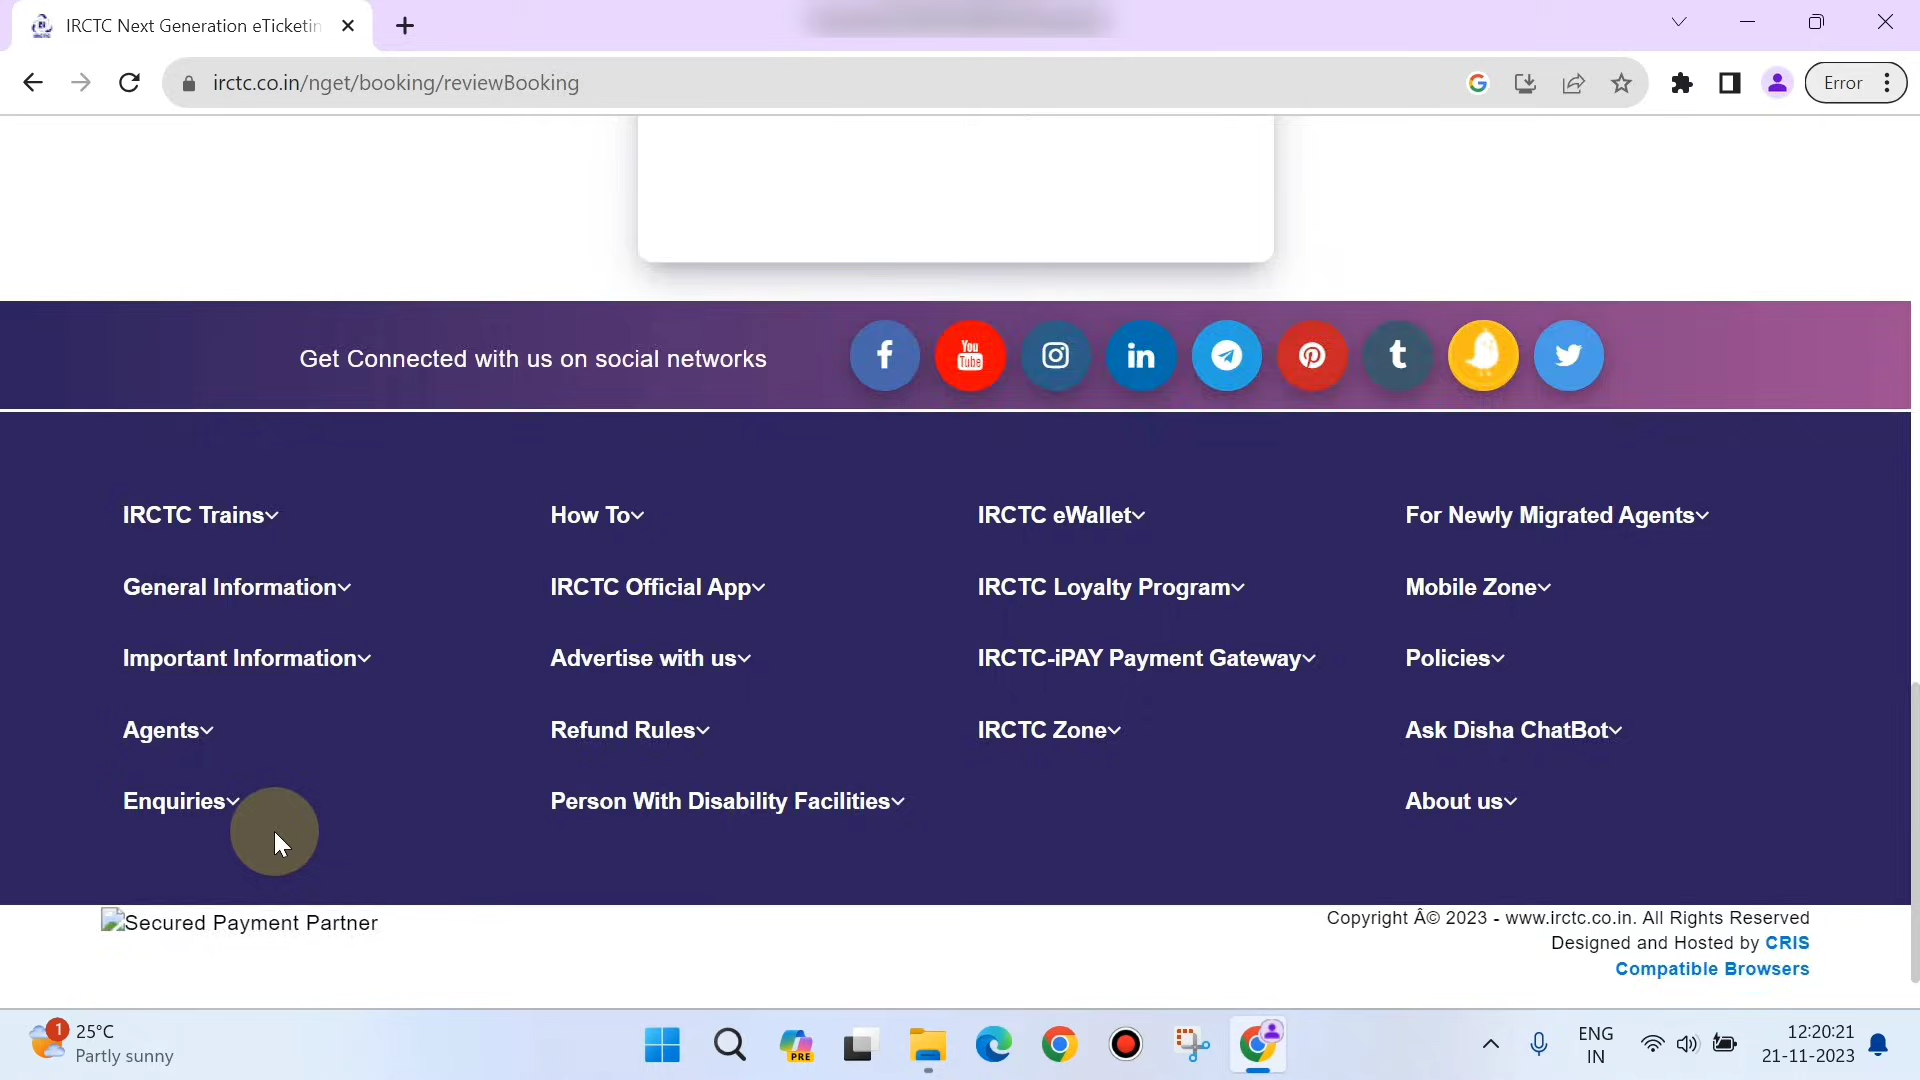 IRCTC Next Generation eTicketin
irctc.co.in/nget/booking/reviewBooking
Error
Get Connected with us on social networks
You
Tube
IRCTC Trains
How To
IRCTC eWallet
For Newly Migrated Agents
General Information
IRCTC Official App
IRCTC Loyalty Program
Mobile Zone
Important Information
Advertise with us
IRCTC-iPAY Payment Gateway
Policies
Agents
Refund Rules
IRCTC Zone
Ask Disha ChatBot
Enquiries
Person With Disability Facilities
About us
Secured Payment Partner
Copyright Â© 2023 - www.irctc.co.in. All Rights Reserved
Designed and Hosted by CRIS
Compatible Browsers
1
25°C
Partly sunny
PRE
ENG
IN
12:20:21
21-11-2023